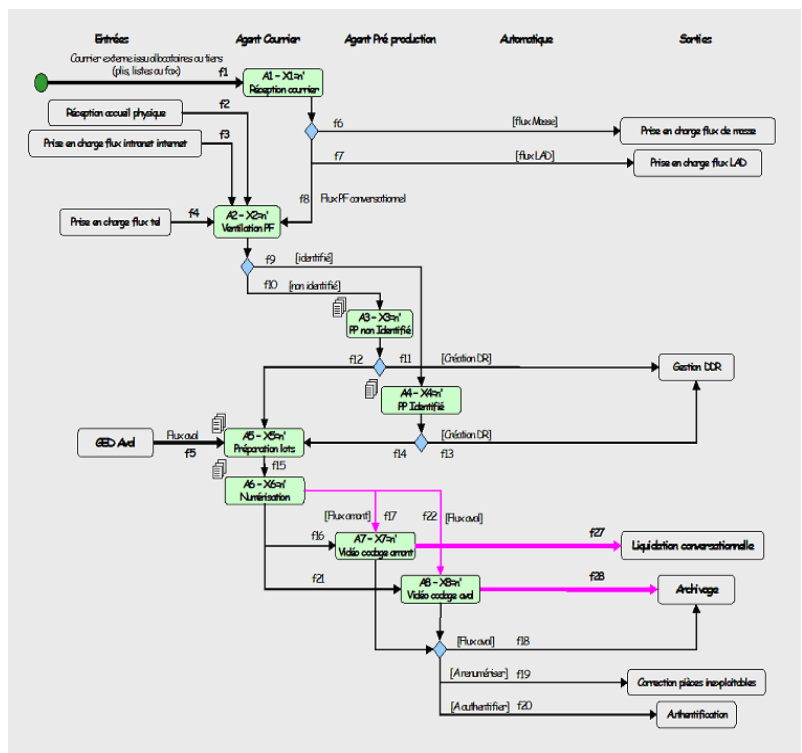 Entrées
Agent Courrier
Agent Pré production
Automatique
Sorties
Courrier externe issu allocataires ou tiers
(plis, listes ou fax)
f1
A1 – X1=n'
Réception courrier
f2
Réception accueil physique
f3
Prise en charge flux intranet internet
f6
[flux Masse]
Prise en charge flux de masse
f7
[flux LAD]
Prise en charge flux LAD
f8
Flux PF conversationnel
f4
Prise en charge flux tel
A2 – X2=n'
Ventilation PF
f9
[identifié]
f10
[non identifié]
A3 – X3=n'
PP non Identifié
f12
f11
[Création DR]
Gestion DDR
A4 – X4=n'
PP Identifié
GED Aval
Flux aval
f5
A5 – X5=n'
Préparation lots
[Création DR]
f14
f13
f15
A6 – X6=n'
Numérisation
[Flux amont]
f17
f22
[Flux aval]
f16
A7 – X7=n'
Vidéo codage amont
f27
Liquidation conversationnelle
f21
A8 – X8=n'
Vidéo codage aval
f28
Archivage
[Flux aval]
f18
[A renumériser]
f19
Correction pièces inexploitables
[A authentifier]
f20
Authentification